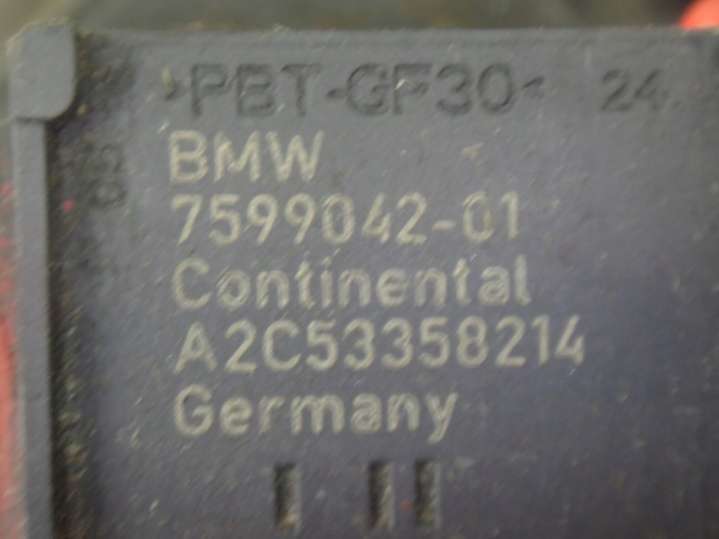 >PBT-GF30< 24
BMW
7599042-01
Continental
A2C53358214
Germany